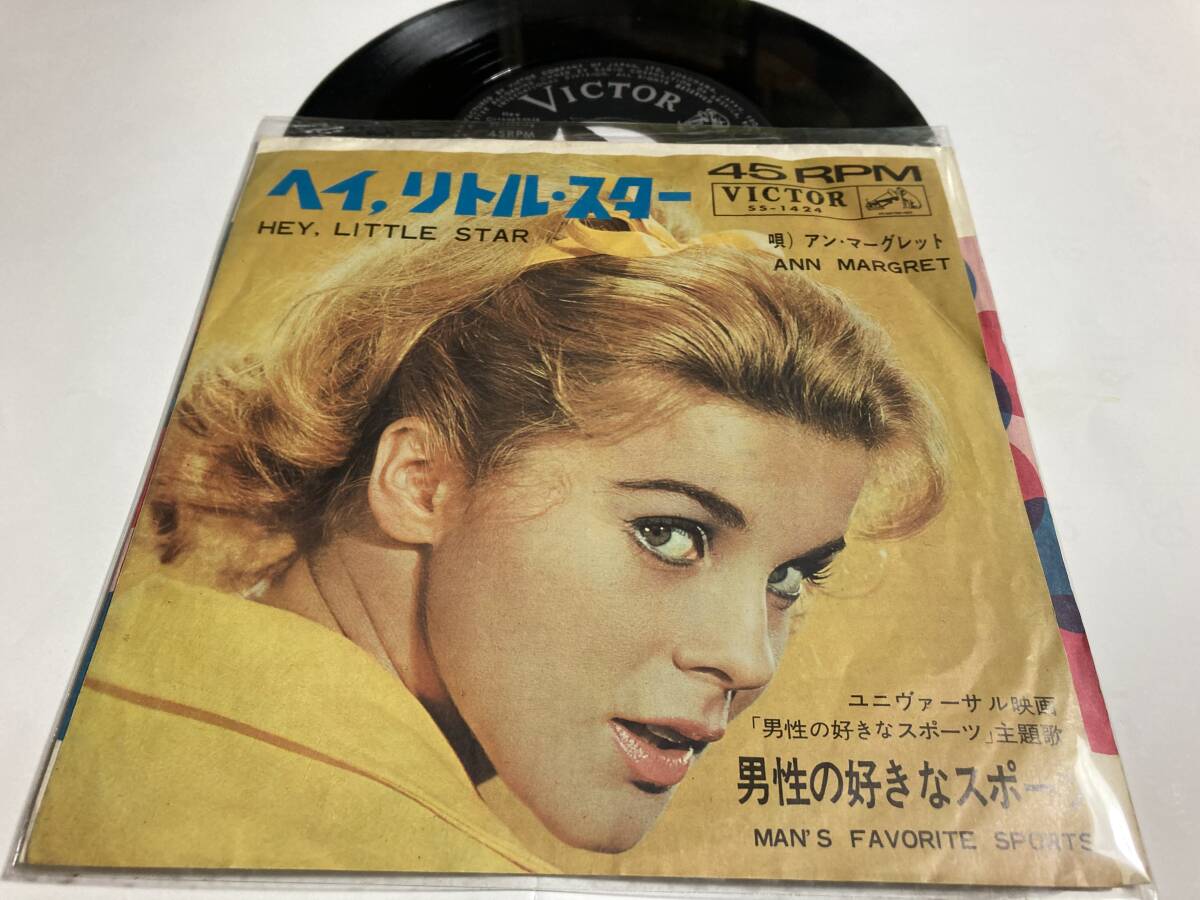 VICTOR
45RPM
ヘイ,リトル・スター
HEY, LITTLE STAR
45 RPM
VICTOR
SS-1424
唄) アン・マーグレット
ANN MARGRET
ユニヴァーサル映画
「男性の好きなスポーツ」主題歌
男性の好きなスポーツ
MAN'S FAVORITE SPORTS